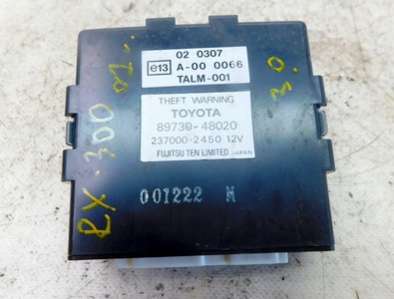 02 0307
e13 A-00 0066
TALM-001
THEFT WARNING
TOYOTA
89730-48020
237000-2450 12V
FUJITSU TEN LIMITED JAPAN
001222 M
RX 300 01..
3.0